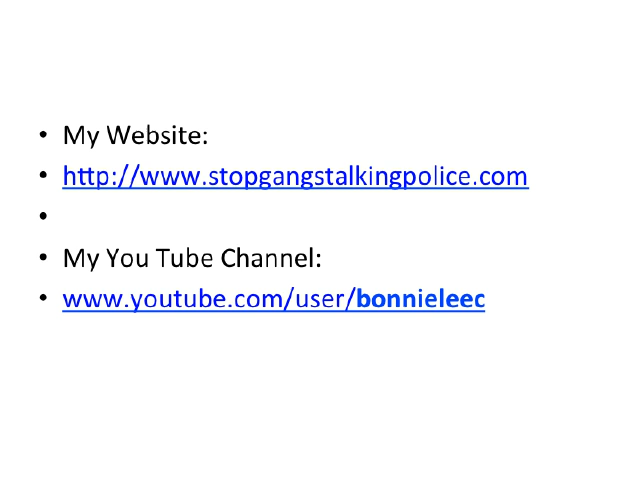 • My Website:
• http://www.stopgangstalkingpolice.com
•
• My You Tube Channel:
• www.youtube.com/user/bonnieleec